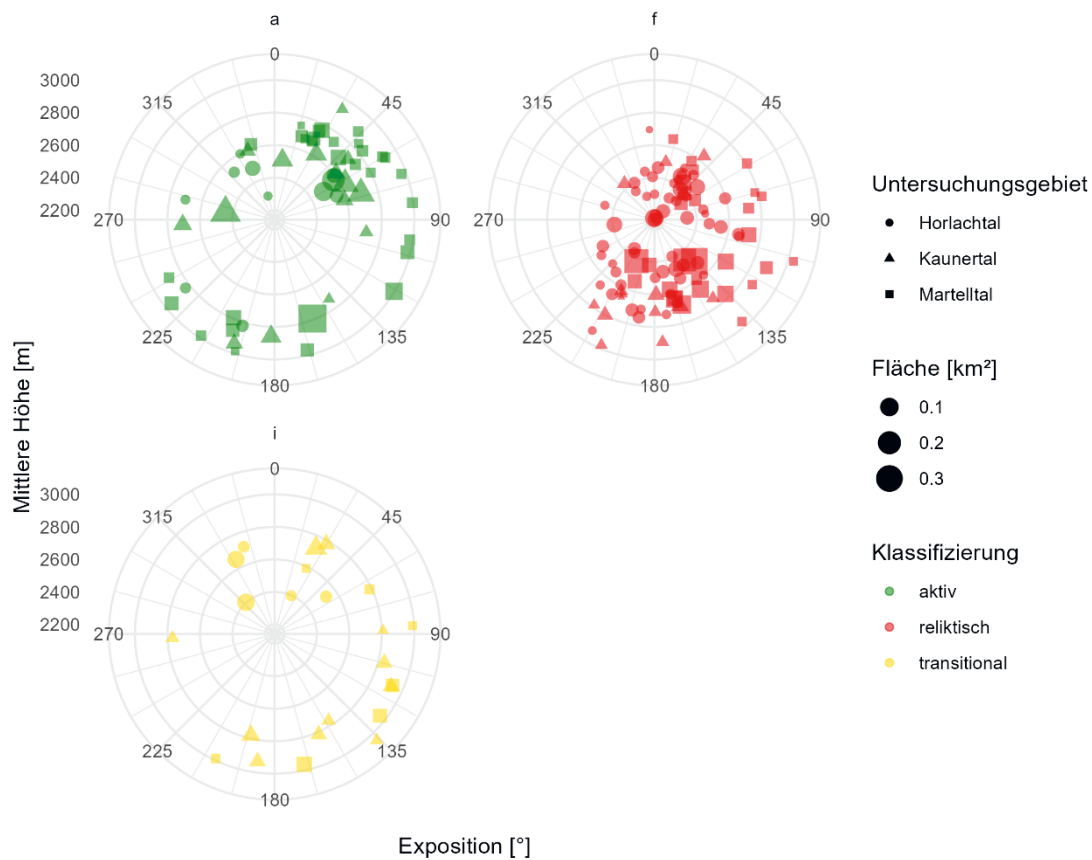 a
f
0
45
90
135
180
225
270
315
3000
2800
2600
2400
2200
0
45
90
135
180
225
270
315
i
0
45
90
135
180
225
270
315
3000
2800
2600
2400
2200
Mittlere Höhe [m]
Exposition [°]
Untersuchungsgebiet
Horlachtal
Kaunertal
Martelltal
Fläche [km²]
0.1
0.2
0.3
Klassifizierung
aktiv
reliktisch
transitional